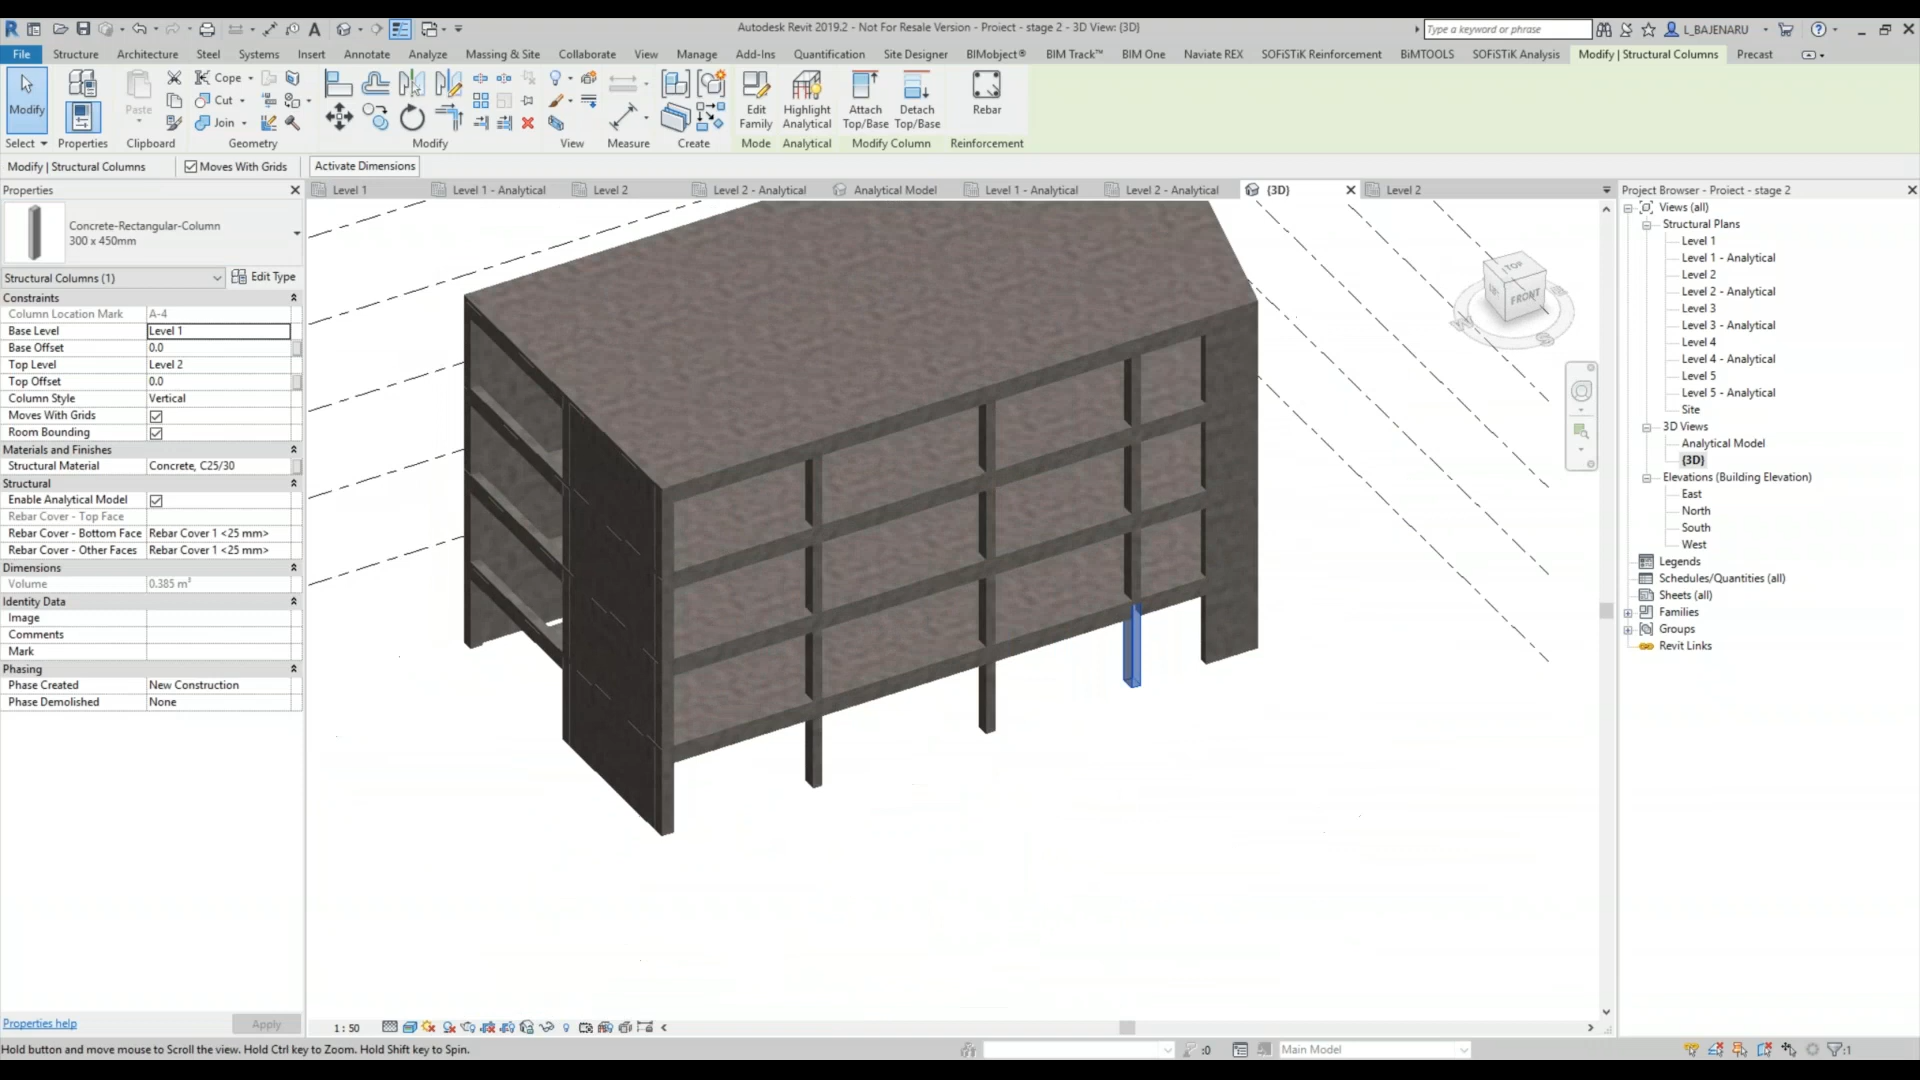 Autodesk Revit 2019.2 - Not For Resale Version - Project - stage 2 - 3D View: {3D}
Type a keyword or phrase
L_BAJENARU
File Structure Architecture Steel Systems Insert Annotate Analyze Massing & Site Collaborate View Manage Add-Ins Quantification Site Designer BIMobject® BIM Track™ BIM One Naviate REX SOFiSTiK Reinforcement BiMTOOLS SOFiSTiK Analysis Modify | Structural Columns Precast
Modify
Paste
Cope
Cut
Join
Edit Family
Highlight Analytical
Attach Top/Base
Detach Top/Base
Rebar
Select Properties Clipboard Geometry Modify View Measure Create Mode Analytical Modify Column Reinforcement
Modify | Structural Columns Moves With Grids Activate Dimensions
Properties
Level 1 Level 1 - Analytical Level 2 Level 2 - Analytical Analytical Model Level 1 - Analytical Level 2 - Analytical {3D} Level 2
Concrete-Rectangular-Column
300 x 450mm
Structural Columns (1) Edit Type
Constraints
Column Location Mark A-4
Base Level Level 1
Base Offset 0.0
Top Level Level 2
Top Offset 0.0
Column Style Vertical
Moves With Grids
Room Bounding
Materials and Finishes
Structural Material Concrete, C25/30
Structural
Enable Analytical Model
Rebar Cover - Top Face
Rebar Cover - Bottom Face Rebar Cover 1 <25 mm>
Rebar Cover - Other Faces Rebar Cover 1 <25 mm>
Dimensions
Volume 0.385 m³
Identity Data
Image
Comments
Mark
Phasing
Phase Created New Construction
Phase Demolished None
Properties help Apply
TOP
FRONT
W
S
Project Browser - Project - stage 2
Views (all)
Structural Plans
Level 1
Level 1 - Analytical
Level 2
Level 2 - Analytical
Level 3
Level 3 - Analytical
Level 4
Level 4 - Analytical
Level 5
Level 5 - Analytical
Site
3D Views
Analytical Model
{3D}
Elevations (Building Elevation)
East
North
South
West
Legends
Schedules/Quantities (all)
Sheets (all)
Families
Groups
Revit Links
1 : 50
Hold button and move mouse to Scroll the view. Hold Ctrl key to Zoom. Hold Shift key to Spin.
:0
Main Model
:1